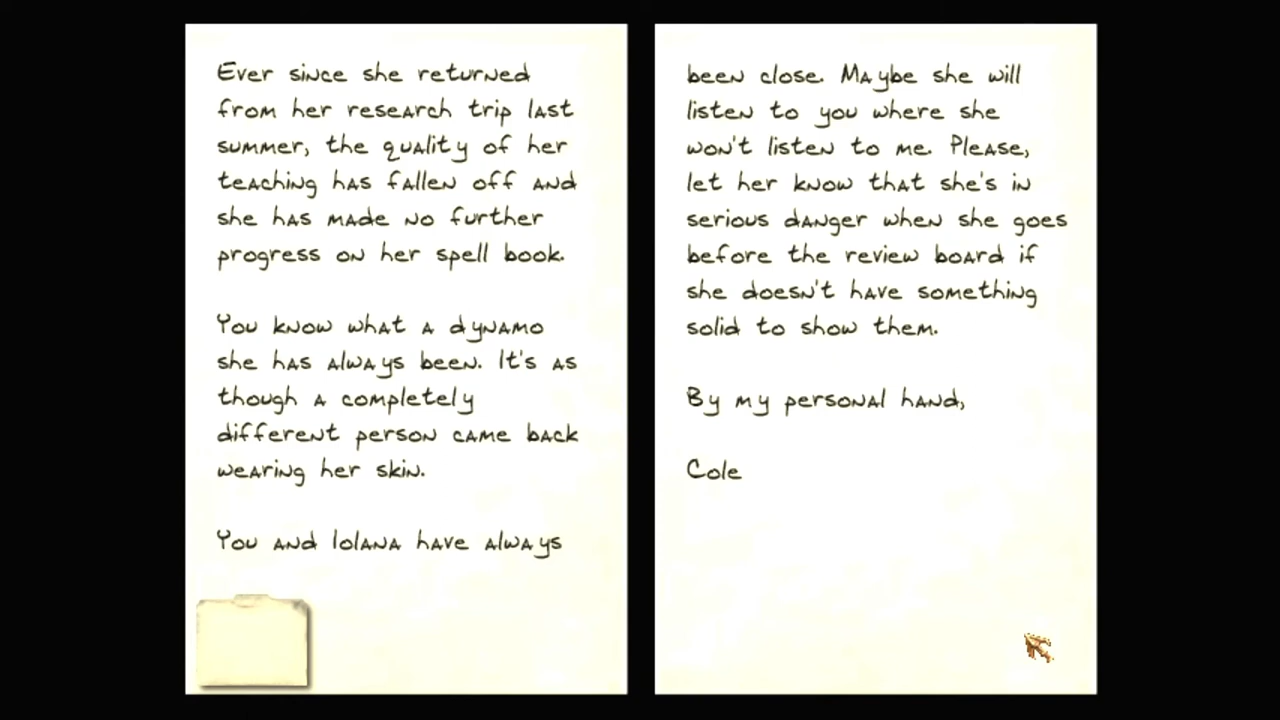 Ever since she returned
from her research trip last
summer, the quality of her
teaching has fallen off and
she has made no further
progress on her spell book.
You know what a dynamo
she has always been. It's as
though a completely
different person came back
wearing her skin.
You and Iolana have always
been close. Maybe she will
listen to you where she
won't listen to me. Please,
let her know that she's in
serious danger when she goes
before the review board if
she doesn't have something
solid to show them.
By my personal hand,
Cole